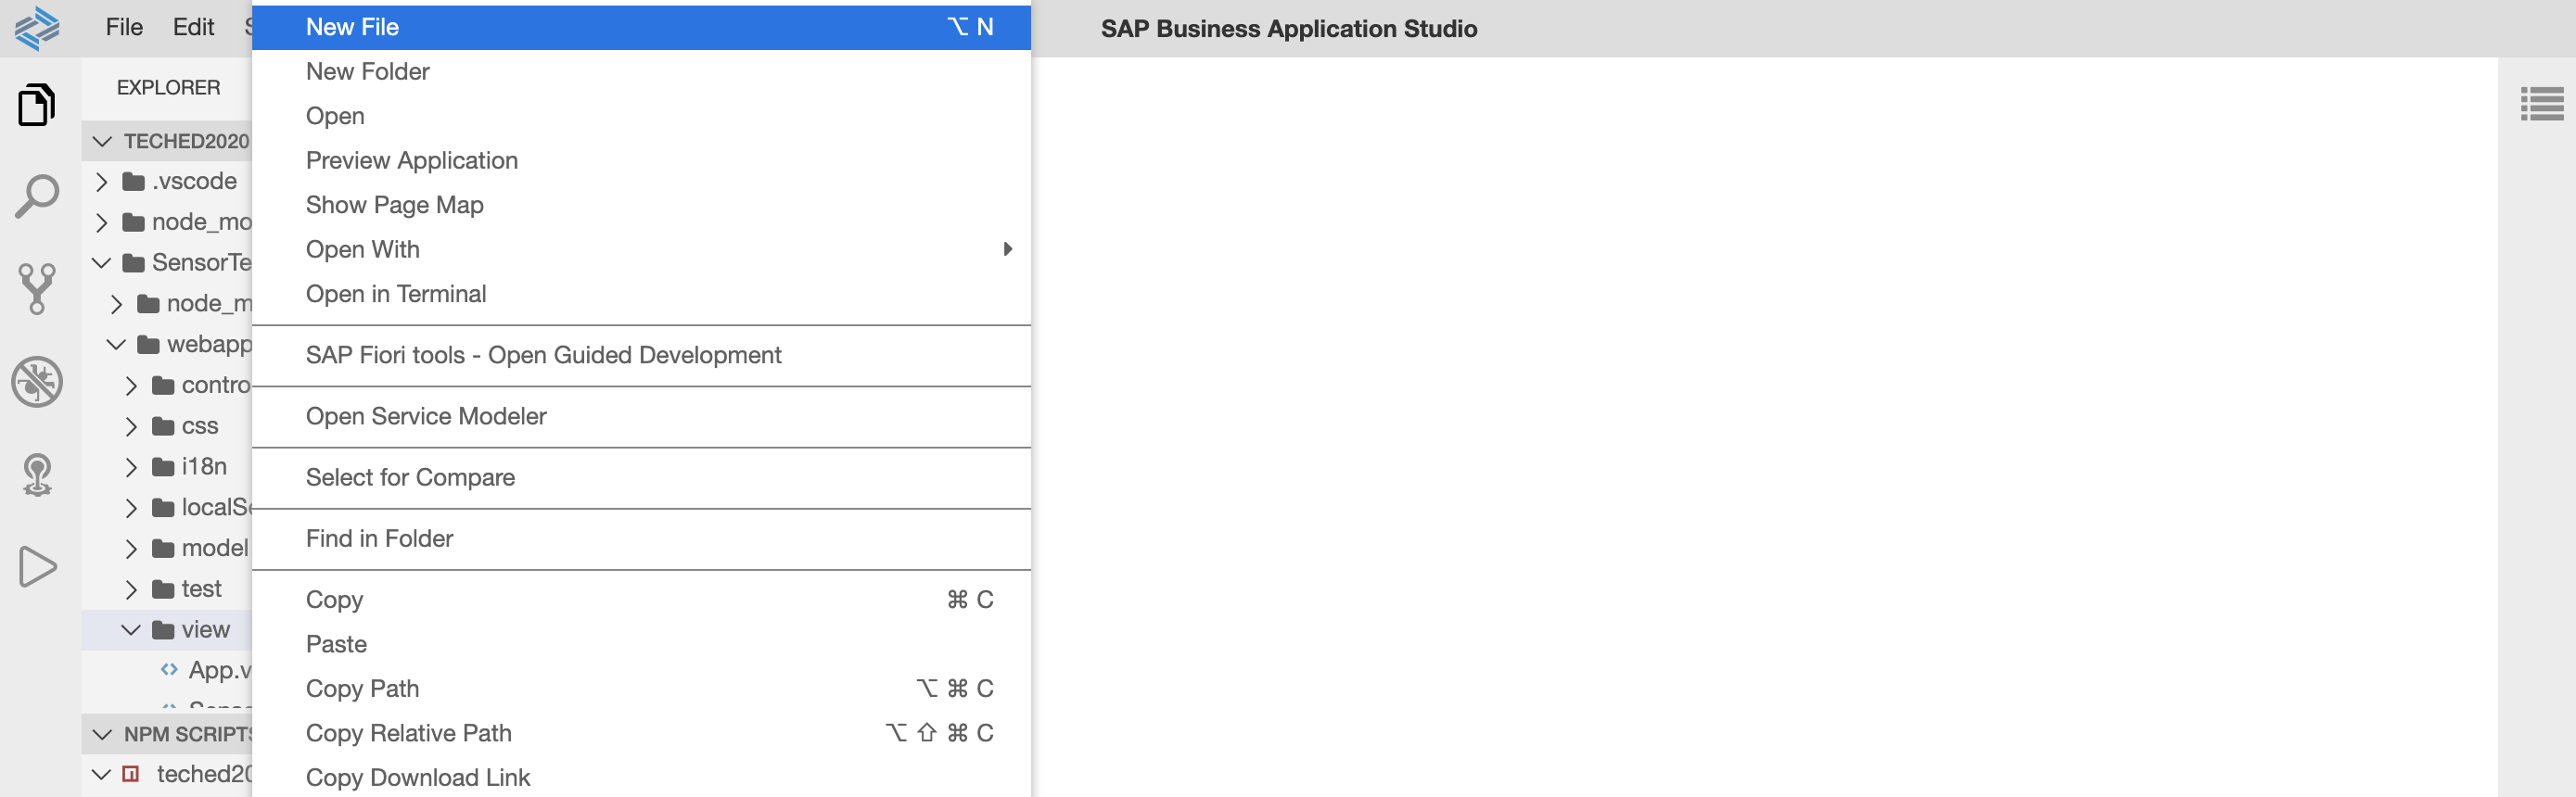 File Edit
SAP Business Application Studio
EXPLORER
TECHED2020
.vscode
node_mo
SensorTe
node_m
webapp
contro
css
i18n
localSe
model
test
view
App.v
NPM SCRIPTS
teched20
New File ⌥ N
New Folder
Open
Preview Application
Show Page Map
Open With
Open in Terminal
SAP Fiori tools - Open Guided Development
Open Service Modeler
Select for Compare
Find in Folder
Copy ⌘ C
Paste
Copy Path ⌥ ⌘ C
Copy Relative Path ⌥ ⇧ ⌘ C
Copy Download Link